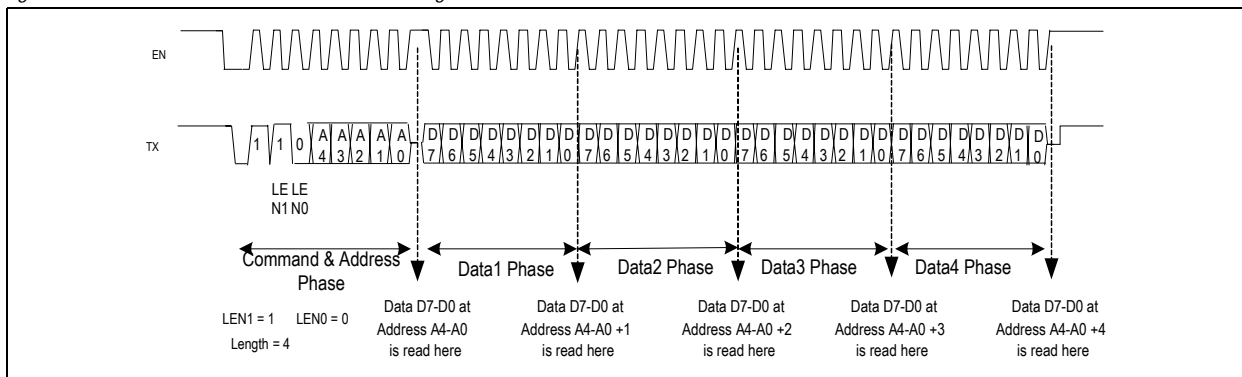 EN
TX
1 1 0 A4 A3 A2 A1 A0 D7 D6 D5 D4 D3 D2 D1 D0 D7 D6 D5 D4 D3 D2 D1 D0 D7 D6 D5 D4 D3 D2 D1 D0 D7 D6 D5 D4 D3 D2 D1 D0
LE LE
N1 N0
Command & Address
Phase
Data1 Phase
Data2 Phase
Data3 Phase
Data4 Phase
LEN1 = 1 LEN0 = 0
Length = 4
Data D7-D0 at
Address A4-A0
is read here
Data D7-D0 at
Address A4-A0 +1
is read here
Data D7-D0 at
Address A4-A0 +2
is read here
Data D7-D0 at
Address A4-A0 +3
is read here
Data D7-D0 at
Address A4-A0 +4
is read here